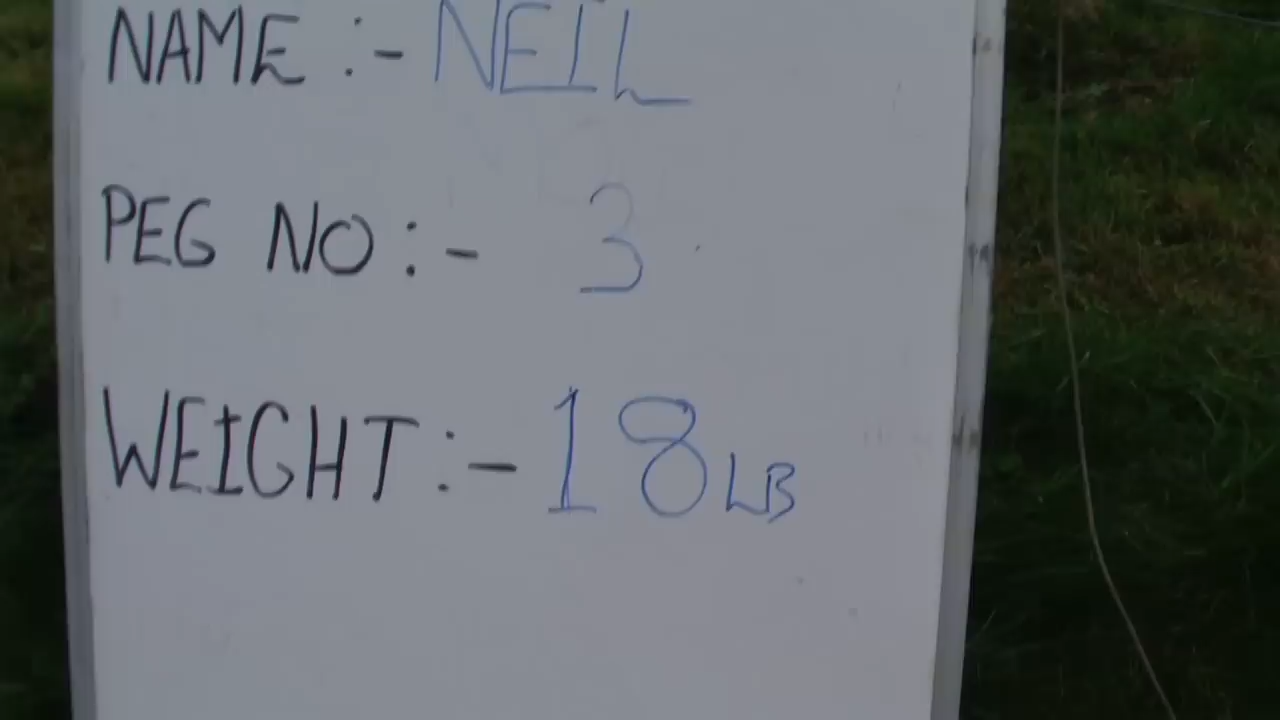 NAME :- NEIL
PEG NO :- 3
WEIGHT :- 18 LB